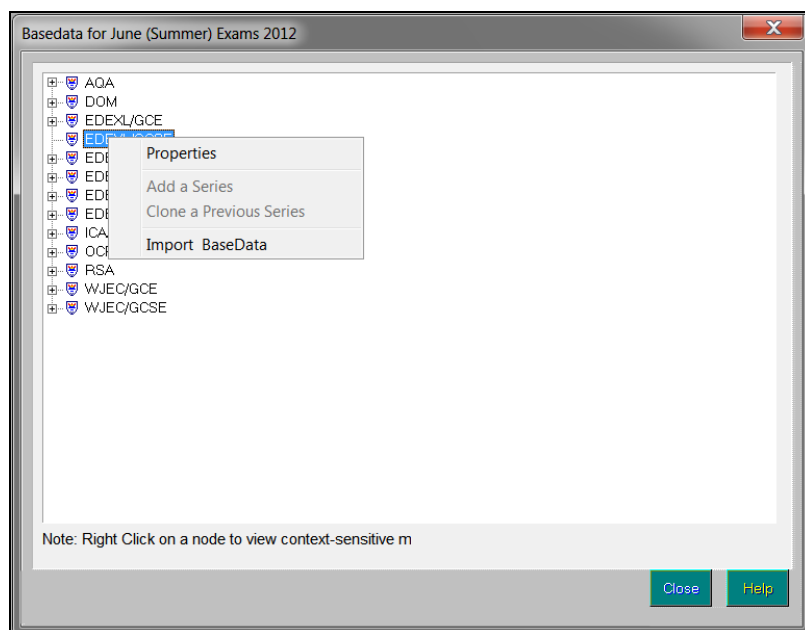 Basedata for June (Summer) Exams 2012
AQA
DOM
EDEXL/GCE
Properties
Add a Series
Clone a Previous Series
Import BaseData
RSA
WJEC/GCE
WJEC/GCSE
Note: Right Click on a node to view context-sensitive m
Close
Help